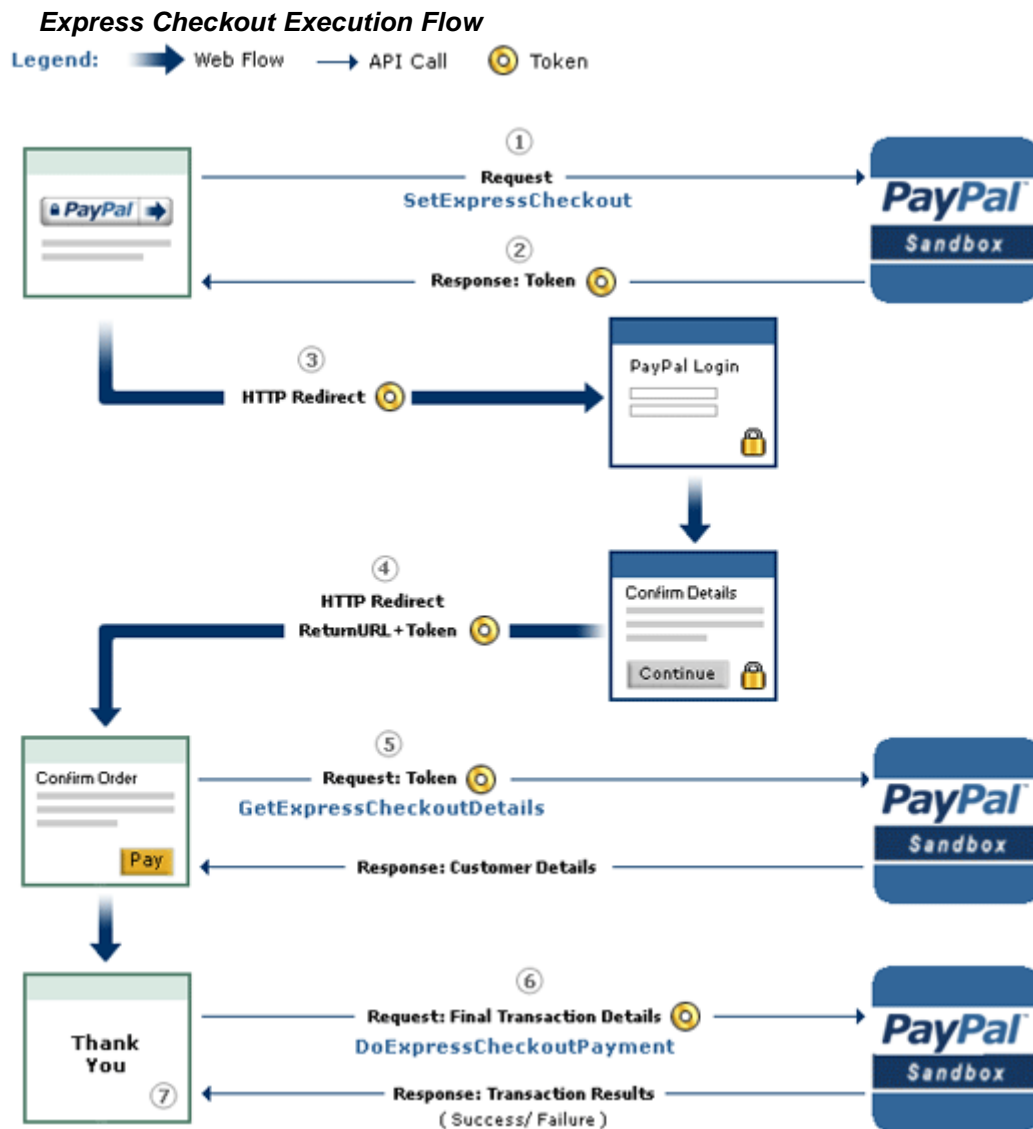 Express Checkout Execution Flow
Legend: Web Flow API Call Token
1
Request
SetExpressCheckout
PayPal
PayPal™
Sandbox
2
Response: Token
3
HTTP Redirect
PayPal Login
4
HTTP Redirect
ReturnURL+Token
Confirm Details
Continue
Confirm Order
Pay
5
Request: Token
GetExpressCheckoutDetails
Response: Customer Details
PayPal™
Sandbox
Thank
You
7
6
Request: Final Transaction Details
DoExpressCheckoutPayment
Response: Transaction Results
( Success/ Failure )
PayPal™
Sandbox